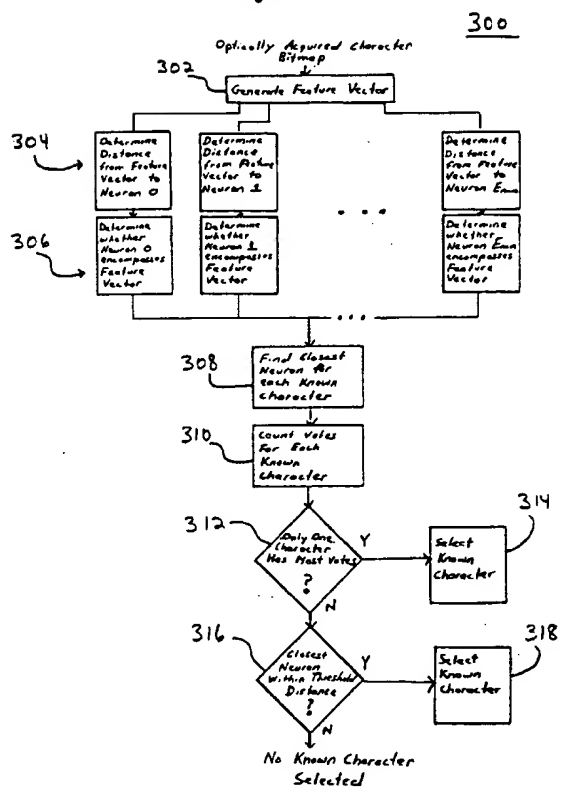 300
Optically Acquired Character
Bitmap
302
Generate Feature Vector
304
Determine
Distance
from Feature
Vector to
Neuron 0
Determine
Distance
from Feature
Vector to
Neuron 1
...
Determine
Distance
from Feature
Vector to
Neuron Enum
306
Determine
whether
Neuron 0
encompasses
Feature
Vector
Determine
whether
Neuron 1
encompasses
Feature
Vector
Determine
whether
Neuron Enum
encompasses
Feature
Vector
...
308
Find Closest
Neuron for
each Known
Character
310
Count Votes
For Each
Known
Character
312
Only One
Character
Has Most Votes
?
Y
N
314
Select
Known
Character
316
Closest
Neuron
Within Threshold
Distance
?
Y
N
318
Select
Known
Character
No Known Character
Selected